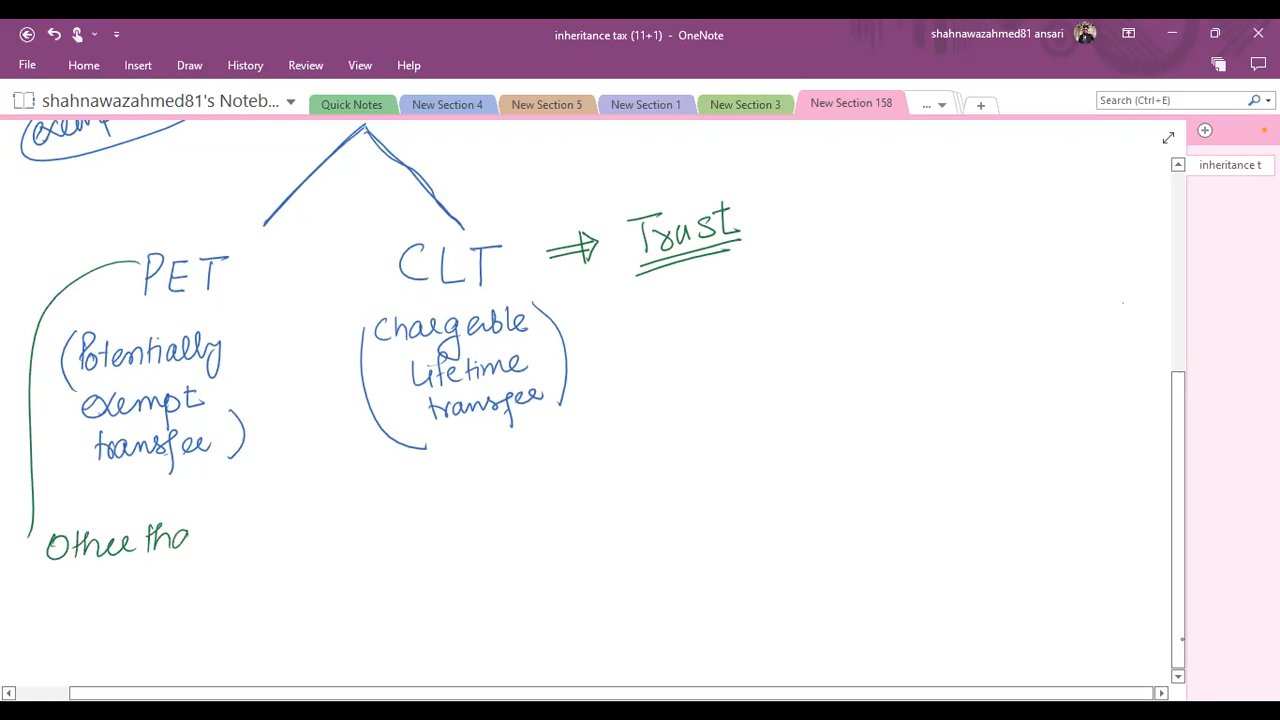 inheritance tax (11+1) - OneNote
shahnawazahmed81 ansari
File Home Insert Draw History Review View Help
shahnawazahmed81's Noteb...
Quick Notes
New Section 4
New Section 5
New Section 1
New Section 3
New Section 158
...
Search (Ctrl+E)
inheritance t
PET
CLT ⇒ Trust
(Potentially
exempt
transfer)
(Chargeable
Lifetime
transfer)
Other tha